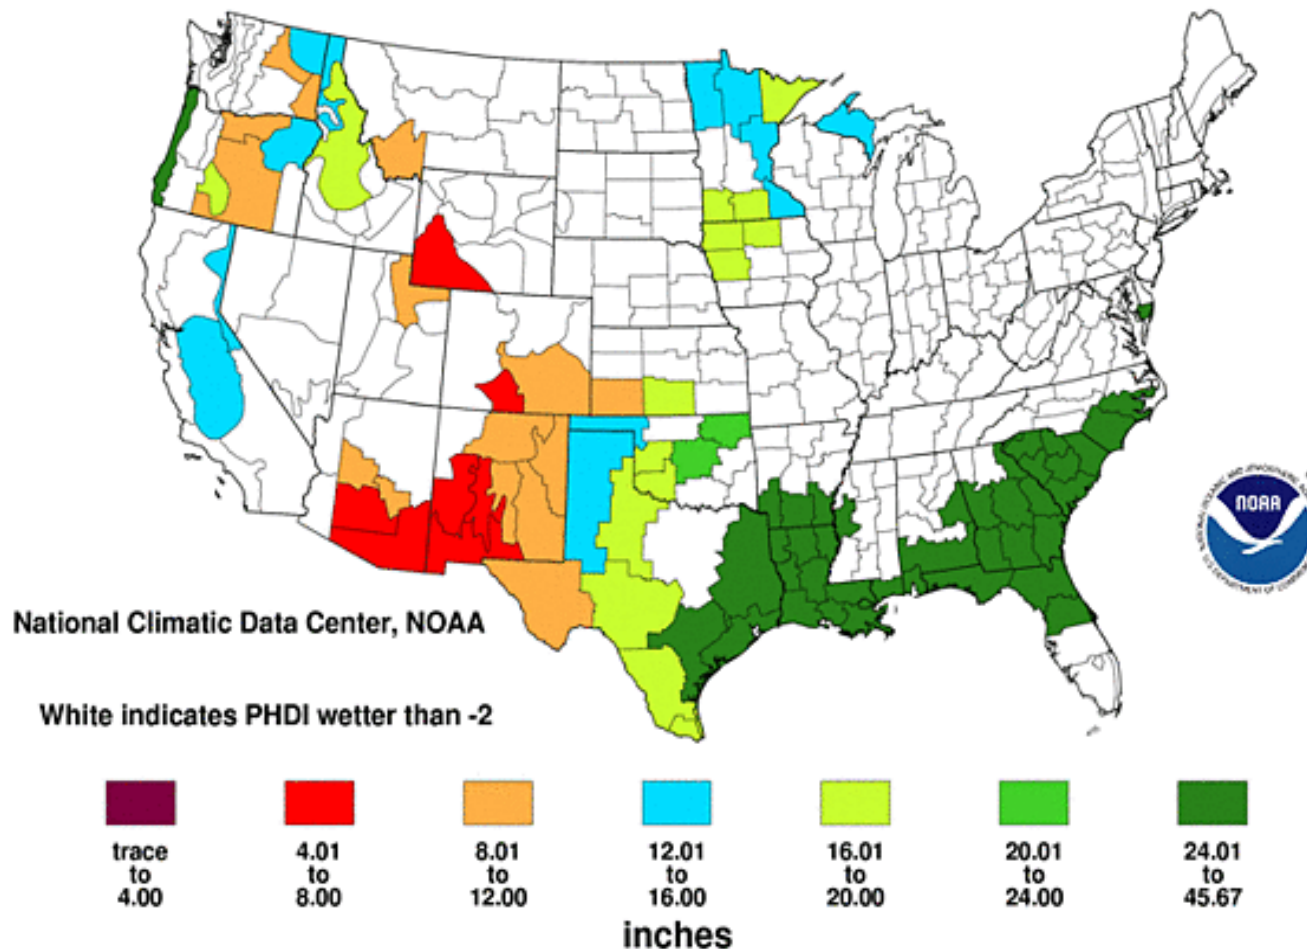 NOAA
National Climatic Data Center, NOAA
White indicates PHDI wetter than -2
trace
to
4.00
4.01
to
8.00
8.01
to
12.00
12.01
to
16.00
16.01
to
20.00
20.01
to
24.00
24.01
to
45.67
inches